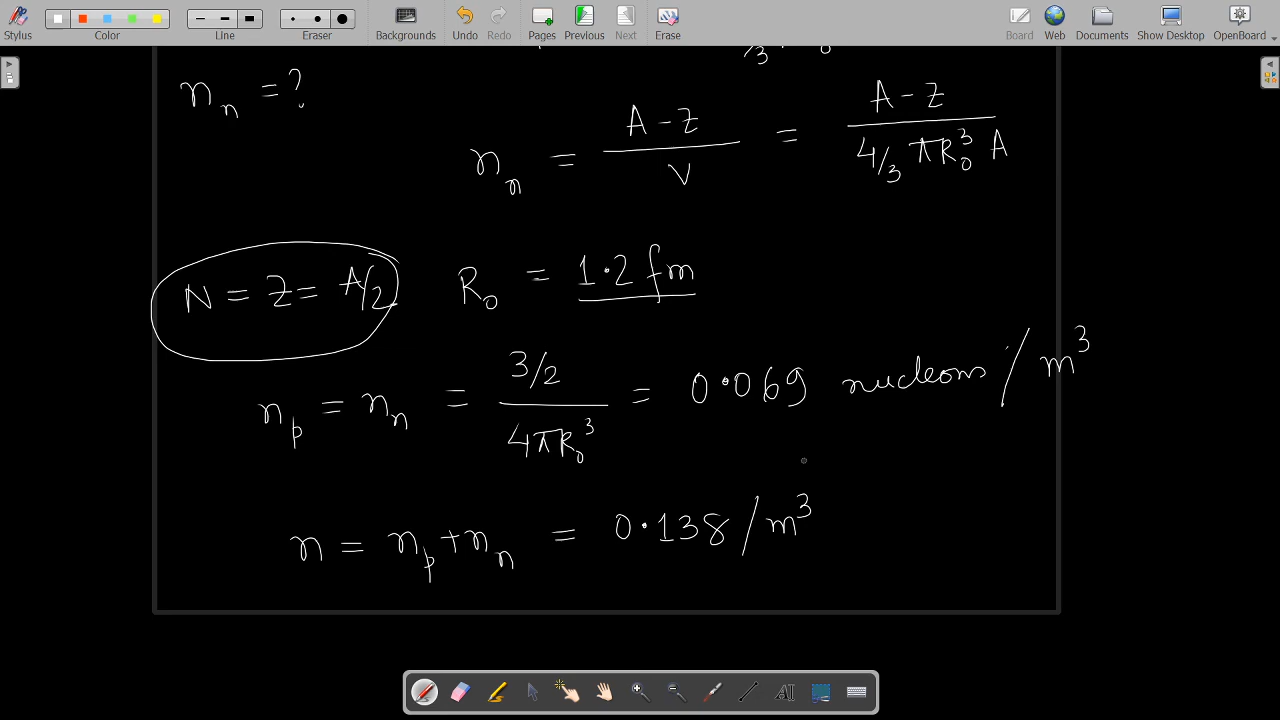 Stylus Color Line Eraser Backgrounds Undo Redo Pages Previous Next Erase Board Web Documents Show Desktop OpenBoard
n_n = ?
n_n = (A - Z)/V = (A - Z)/(4/3 πR_0^3 A)
N = Z = A/2 R_0 = 1.2 fm
n_p = n_n = (3/2)/(4πR_0^3) = 0.069 nucleons/m^3
n = n_p + n_n = 0.138/m^3